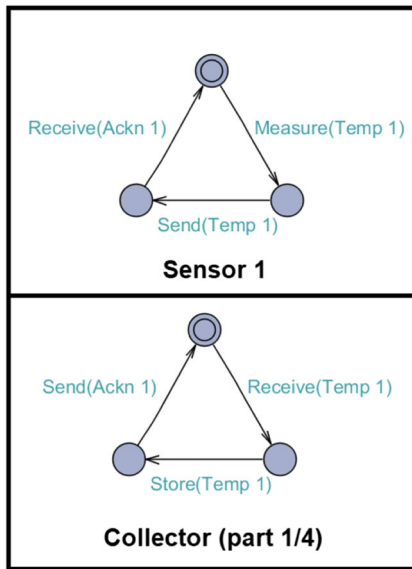 Receive(Ackn 1) Measure(Temp 1)
Send(Temp 1)
Sensor 1
Send(Ackn 1) Receive(Temp 1)
Store(Temp 1)
Collector (part 1/4)